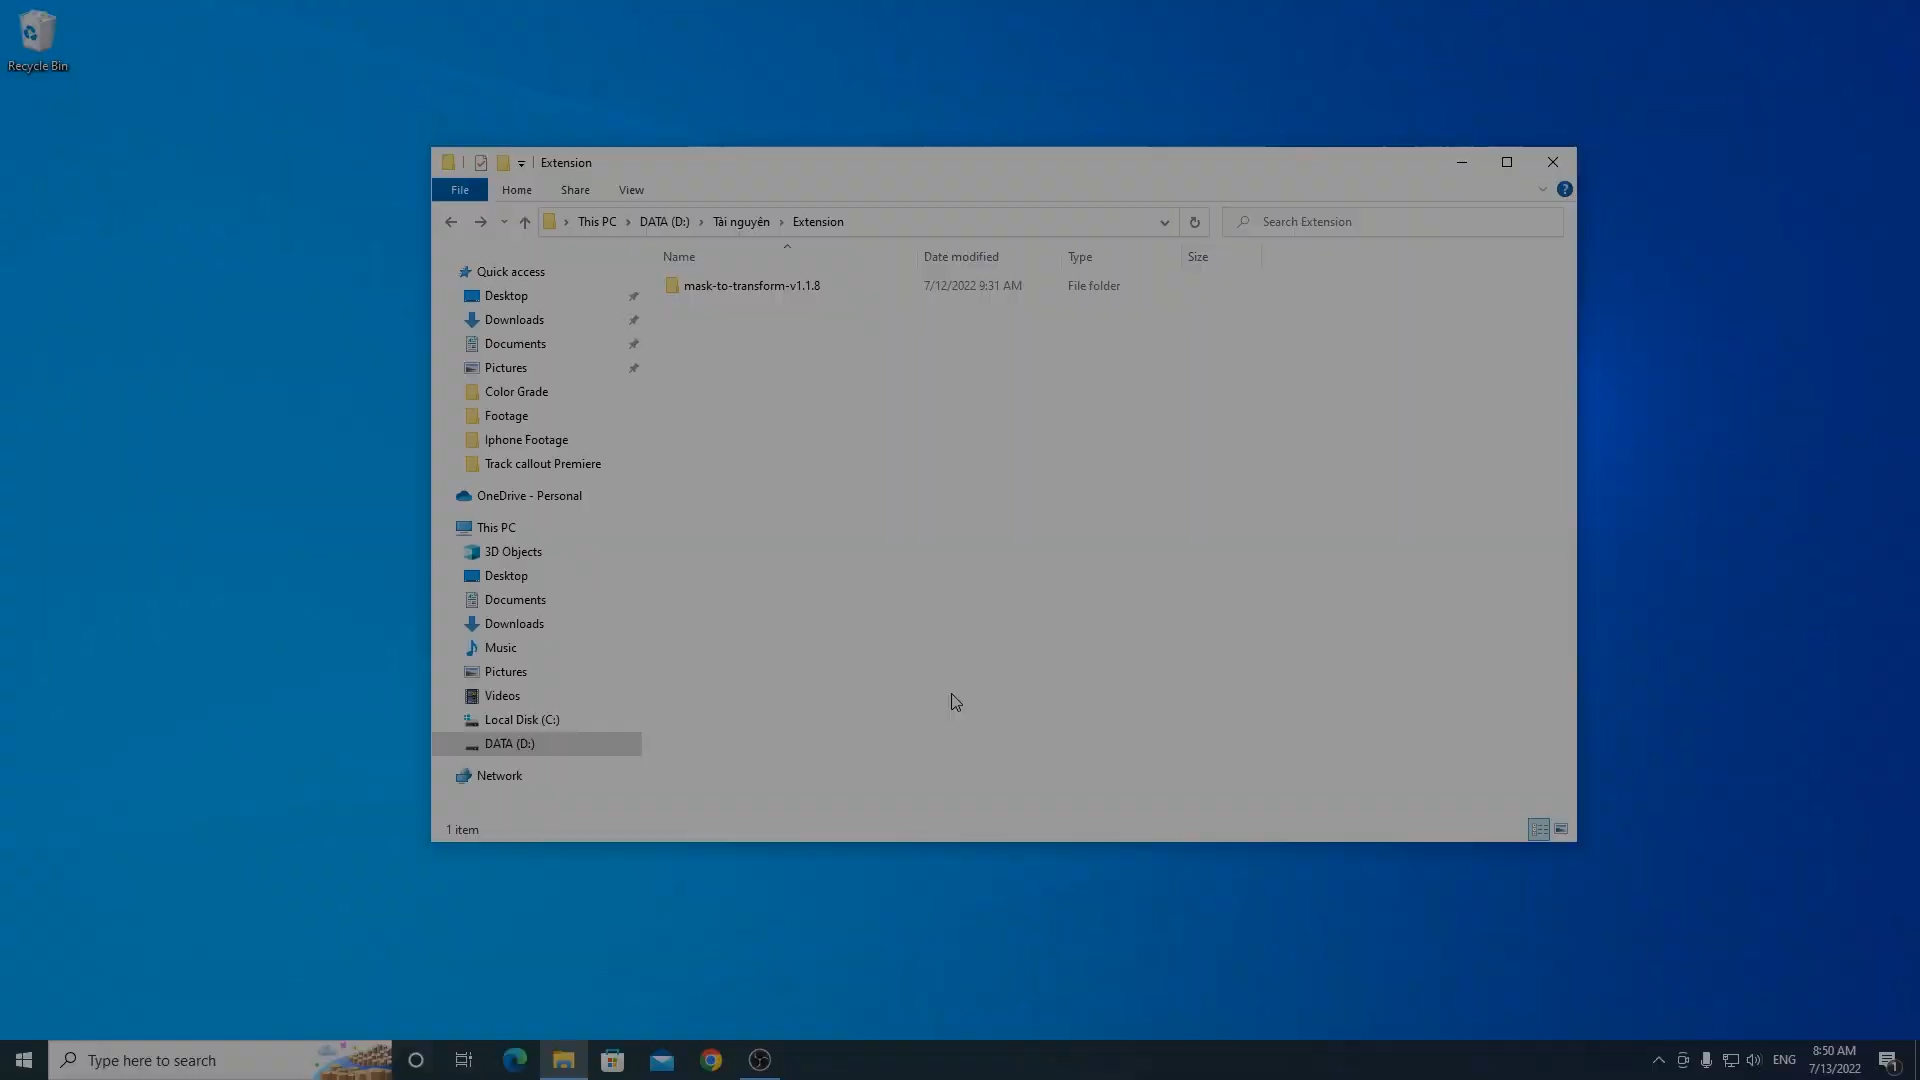 Recycle Bin
Extension
File Home Share View
This PC DATA (D:) Tài nguyên Extension
Search Extension
Name Date modified Type Size
mask-to-transform-v1.1.8 7/12/2022 9:31 AM File folder
Quick access
Desktop
Downloads
Documents
Pictures
Color Grade
Footage
Iphone Footage
Track callout Premiere
OneDrive - Personal
This PC
3D Objects
Desktop
Documents
Downloads
Music
Pictures
Videos
Local Disk (C:)
DATA (D:)
Network
1 item
Type here to search
ENG
8:50 AM
7/13/2022
1